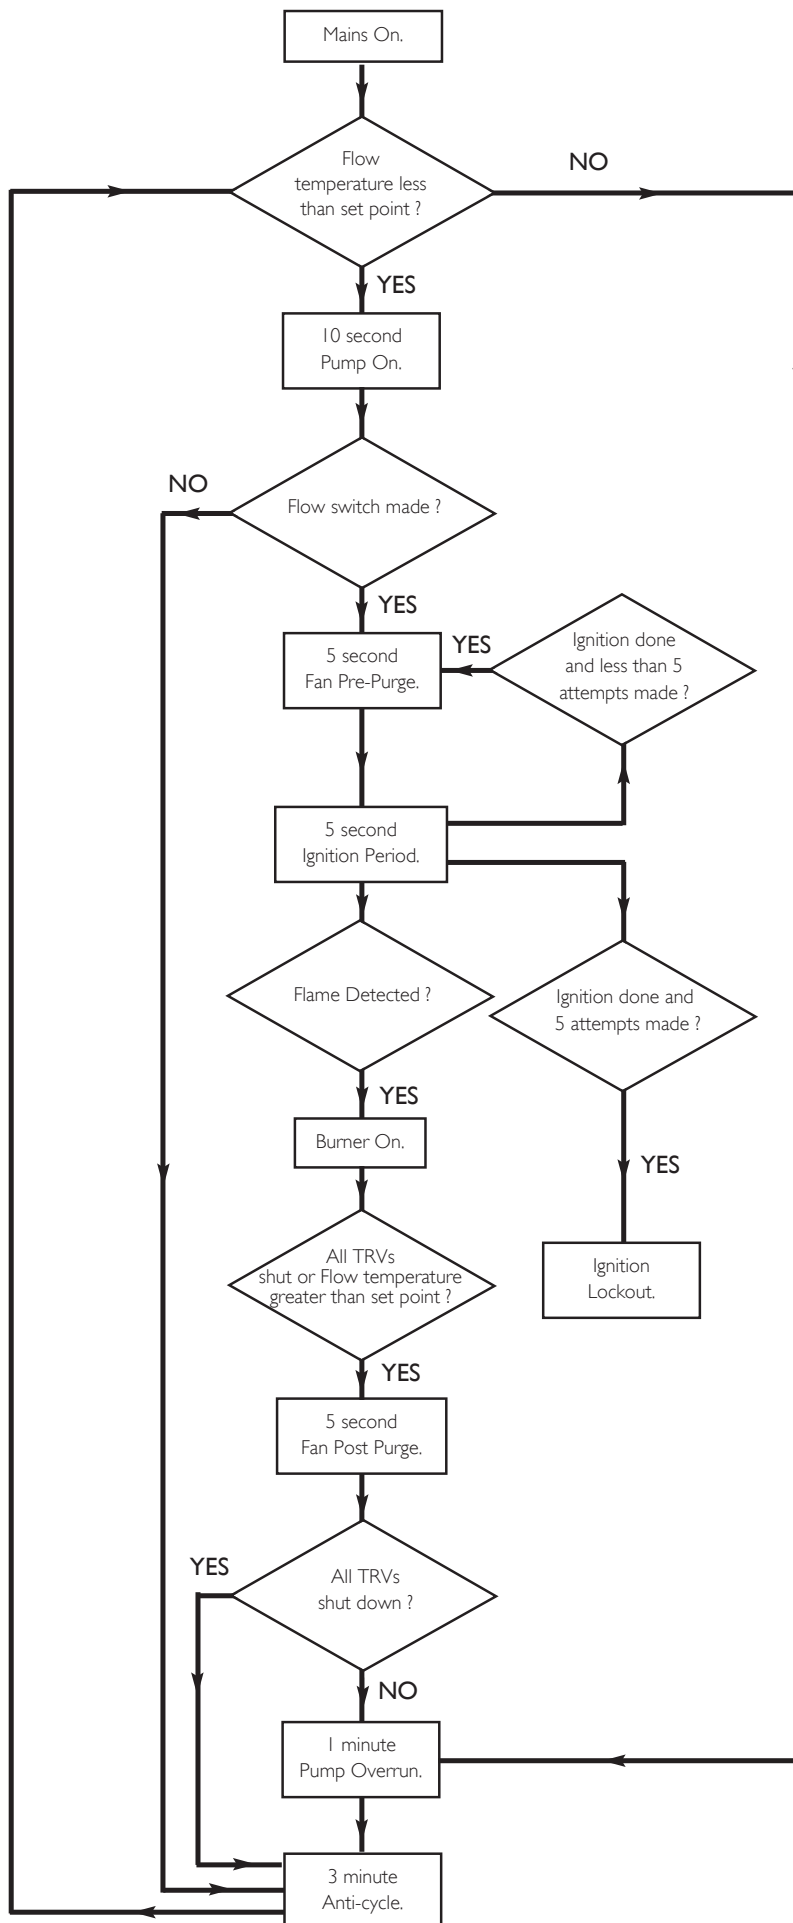 Mains On.
Flow
temperature less
than set point ?
NO
YES
10 second
Pump On.
NO
Flow switch made ?
YES
5 second
Fan Pre-Purge.
YES
Ignition done
and less than 5
attempts made ?
5 second
Ignition Period.
Flame Detected ?
Ignition done and
5 attempts made ?
YES
Burner On.
YES
All TRVs
shut or Flow temperature
greater than set point ?
Ignition
Lockout.
YES
5 second
Fan Post Purge.
YES
All TRVs
shut down ?
NO
1 minute
Pump Overrun.
3 minute
Anti-cycle.